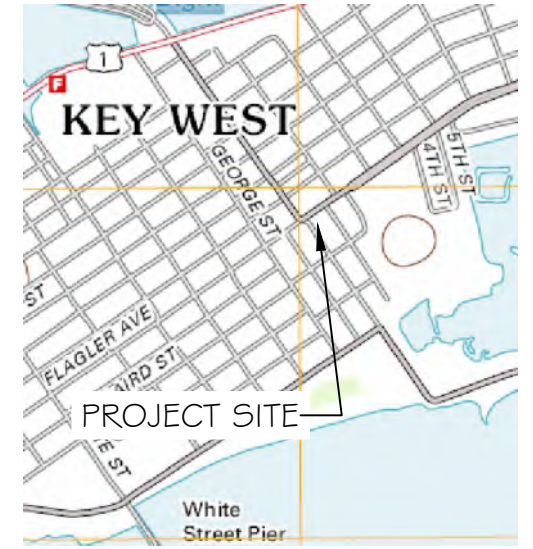 1
F
KEY WEST
GEORGE ST
4TH ST
5TH ST
ST
FLAGLER AVE
AIRD ST
PROJECT SITE
E ST
White
Street Pier